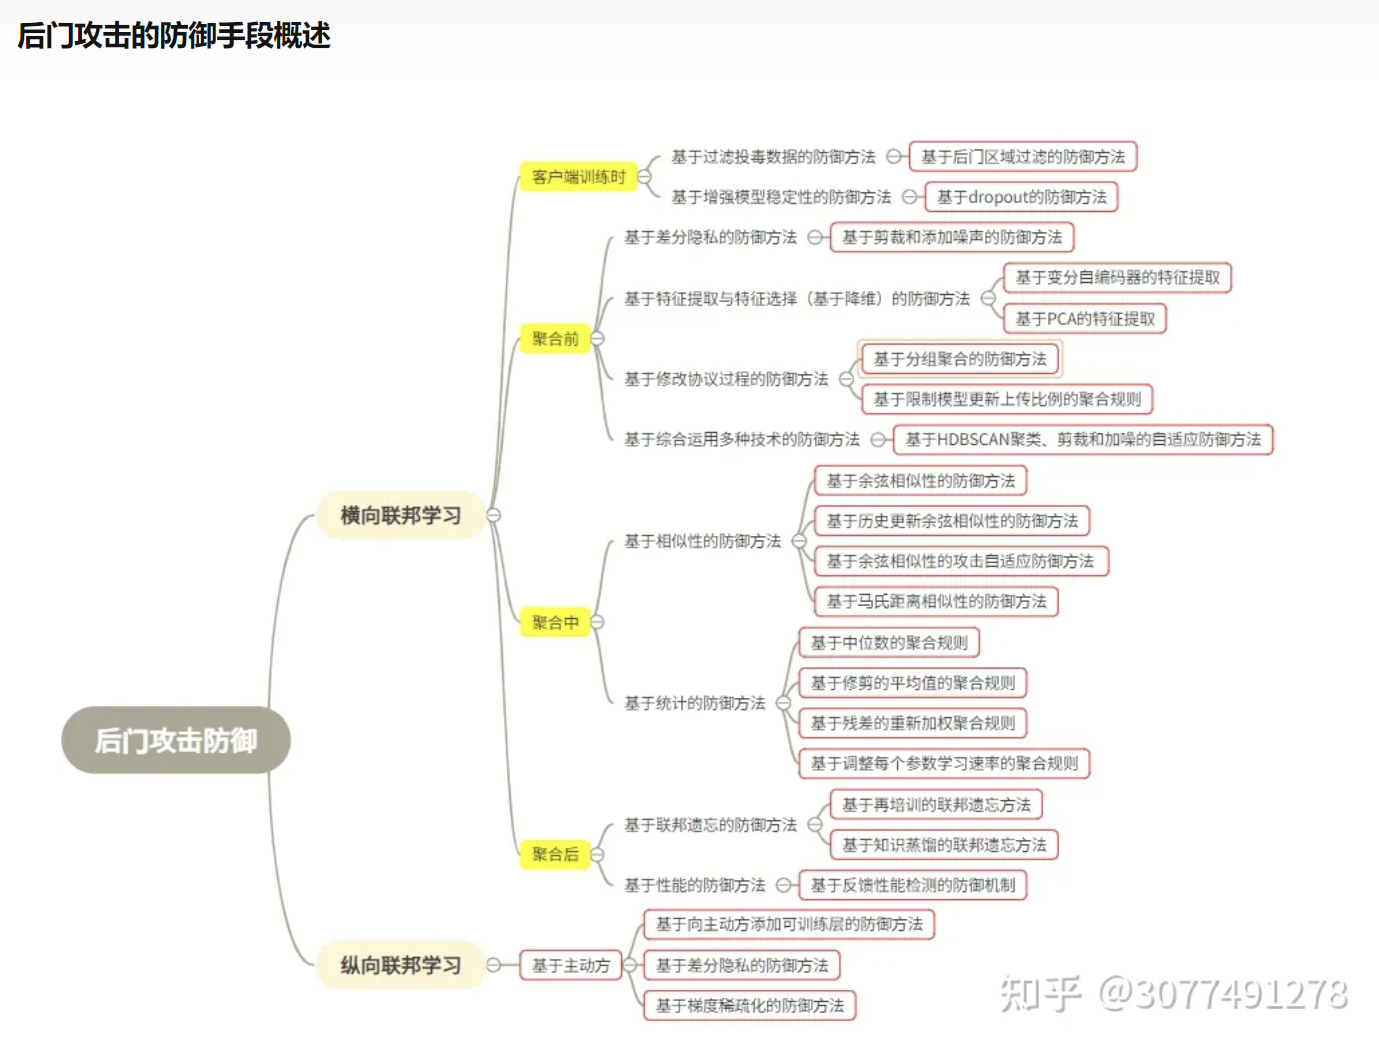 后门攻击的防御手段概述
后门攻击防御
横向联邦学习
客户端训练时
基于过滤投毒数据的防御方法
基于后门区域过滤的防御方法
基于增强模型稳定性的防御方法
基于dropout的防御方法
聚合前
基于差分隐私的防御方法
基于剪裁和添加噪声的防御方法
基于特征提取与特征选择（基于降维）的防御方法
基于变分自编码器的特征提取
基于PCA的特征提取
基于修改协议过程的防御方法
基于分组聚合的防御方法
基于限制模型更新上传比例的聚合规则
基于综合运用多种技术的防御方法
基于HDBSCAN聚类、剪裁和加噪的自适应防御方法
聚合中
基于相似性的防御方法
基于余弦相似性的防御方法
基于历史更新余弦相似性的防御方法
基于余弦相似性的攻击自适应防御方法
基于马氏距离相似性的防御方法
基于统计的防御方法
基于中位数的聚合规则
基于修剪的平均值的聚合规则
基于残差的重新加权聚合规则
基于调整每个参数学习速率的聚合规则
聚合后
基于联邦遗忘的防御方法
基于再培训的联邦遗忘方法
基于知识蒸馏的联邦遗忘方法
基于性能的防御方法
基于反馈性能检测的防御机制
纵向联邦学习
基于主动方
基于向主动方添加可训练层的防御方法
基于差分隐私的防御方法
基于梯度稀疏化的防御方法
知乎 @3077491278